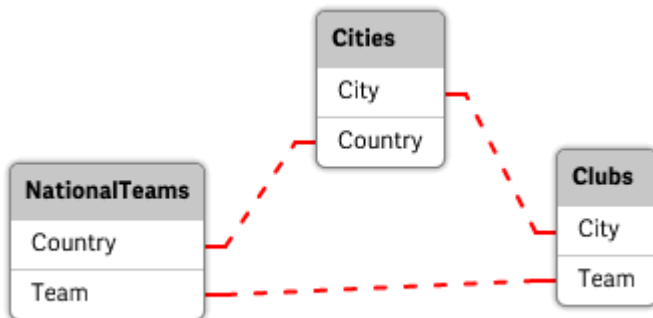 Cities
City
Country
NationalTeams
Country
Team
Clubs
City
Team